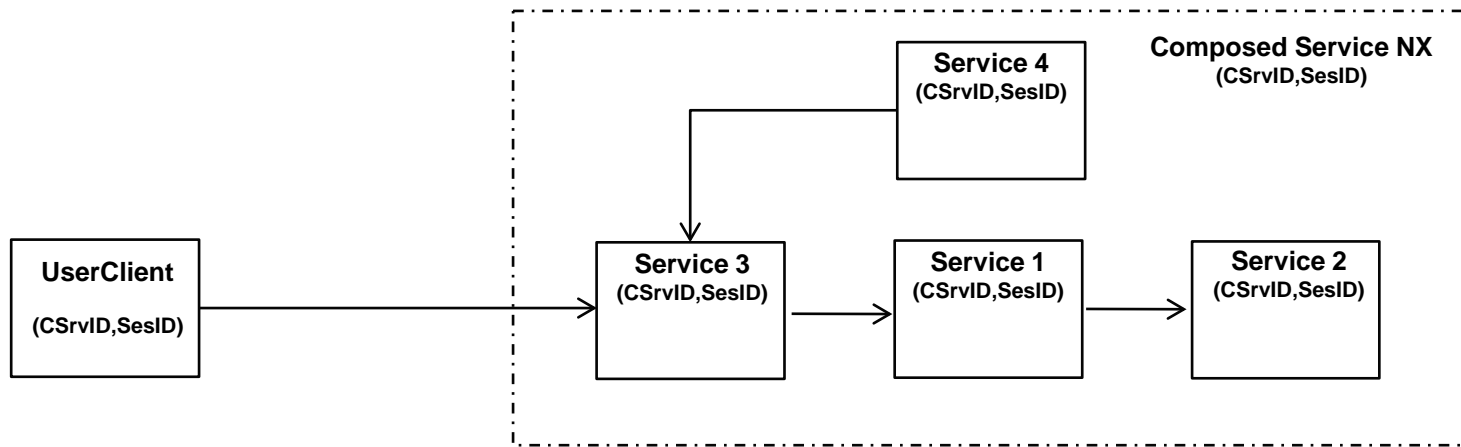 Composed Service NX
(CSrvID,SesID)
Service 4
(CSrvID,SesID)
UserClient
(CSrvID,SesID)
Service 3
(CSrvID,SesID)
Service 1
(CSrvID,SesID)
Service 2
(CSrvID,SesID)